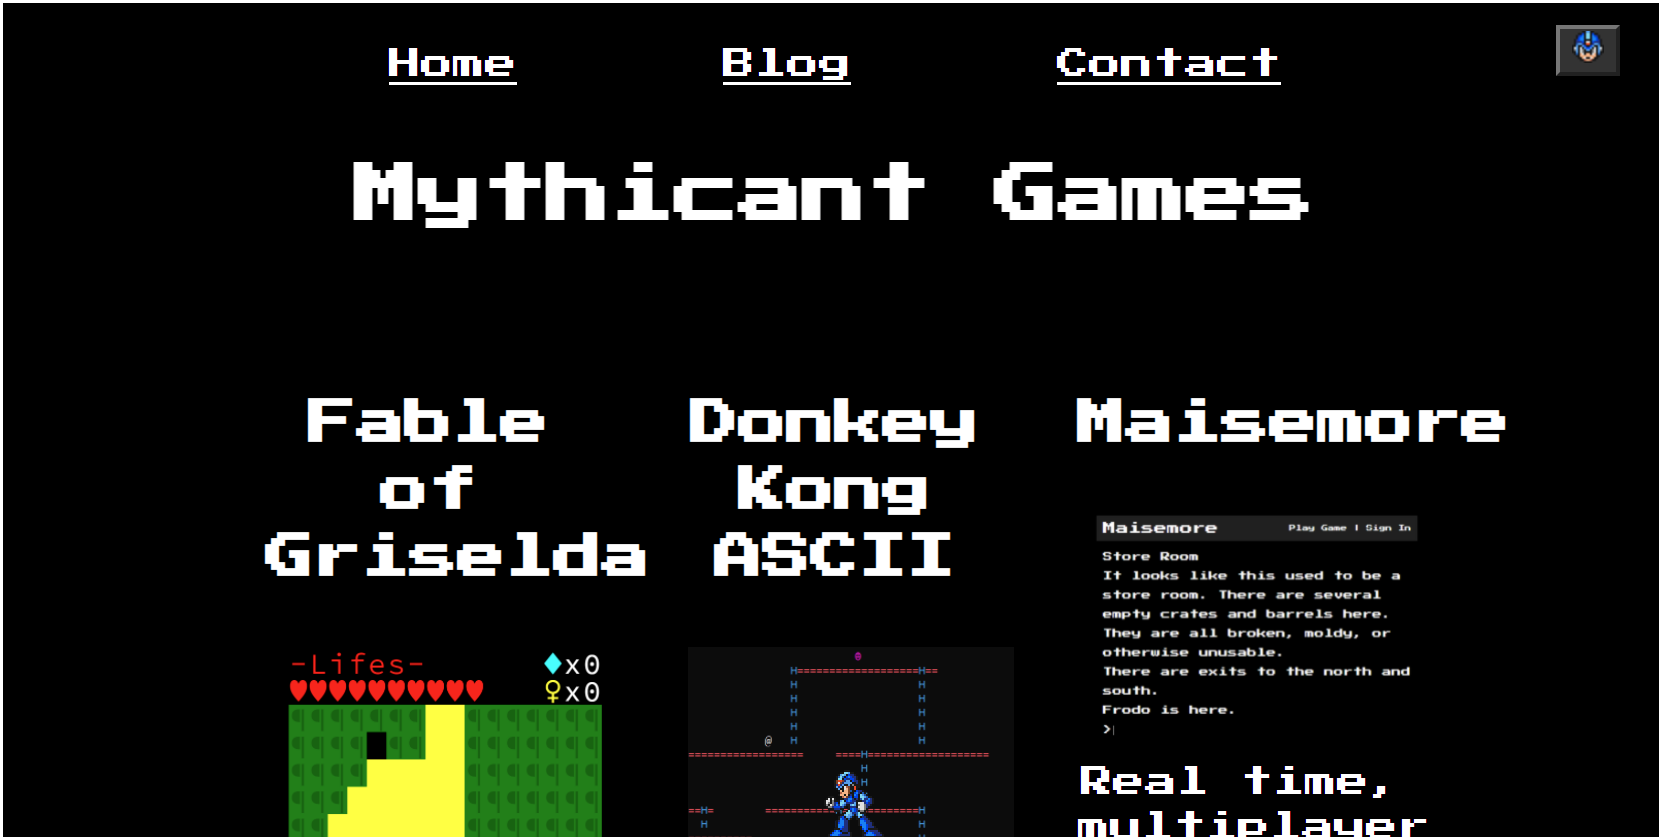 Home Blog Contact
Mythicant Games
Fable
of
Griselda
-Lifes-
♦x0
♥♥♥♥♥♥♥♥♥♥
♀x0
Donkey
Kong
ASCII
Maisemore
Maisemore Play Game | Sign In
Store Room
It looks like this used to be a
store room. There are several
empty crates and barrels here.
They are all broken, moldy, or
otherwise unusable.
There are exits to the north and
south.
Frodo is here.
>
Real time,
multiplayer